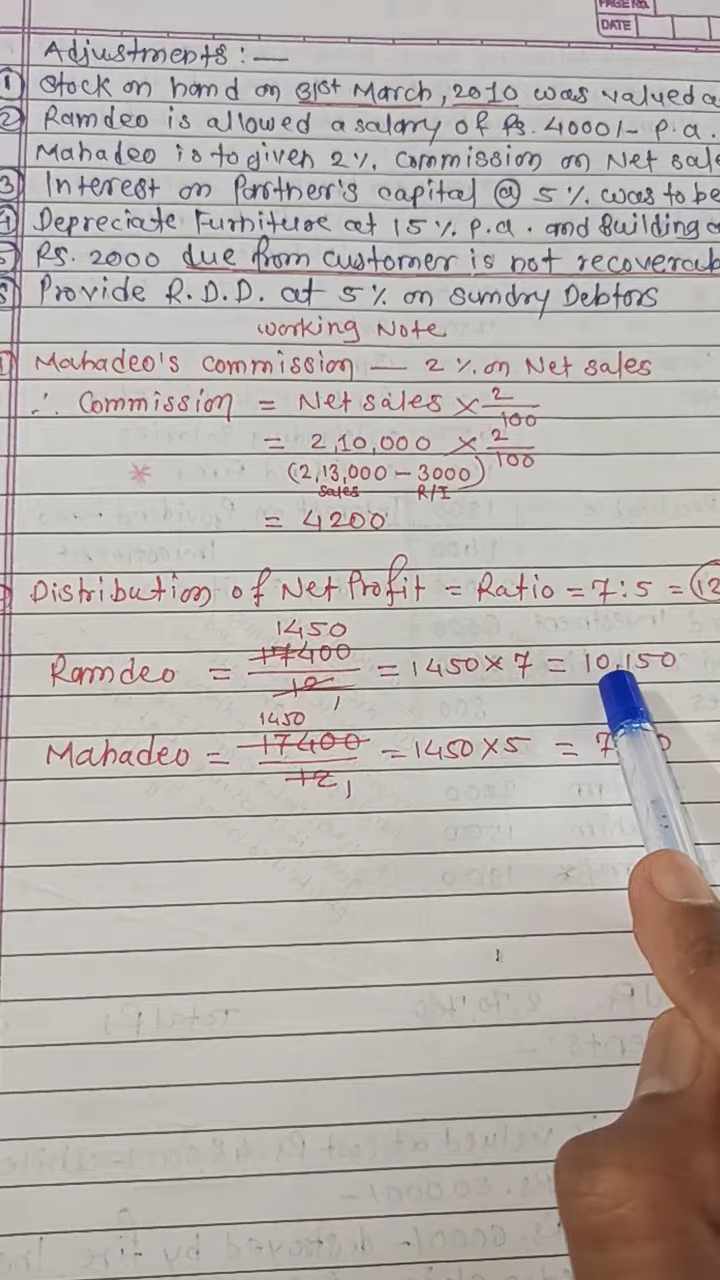 PAGE NO.
DATE
Adjustments :—
① Stock on hand on 31st March, 2010 was valued a
② Ramdeo is allowed a salary of Rs. 4000/- p.a.
Mahadeo is to given 2% Commission on Net sale
③ Interest on Partner's capital @ 5% was to be
Depreciate Furniture at 15% p.a. and Building
Rs. 2000 due from customer is not recoverab
Provide R.D.D. at 5% on Sundry Debtors
Working Note
Mahadeo's commission — 2% on Net sales
∴ Commission = Net sales × 2/100
= 2,10,000 × 2/100
* (2,13,000 - 3000)
Sales R/I
= 4200
Distribution of Net Profit = Ratio = 7:5 = 12
1450
Ramdeo = 17400/12 1 = 1450 × 7 = 10,150
1450
Mahadeo = 17400/12 1 = 1450 × 5 = 7